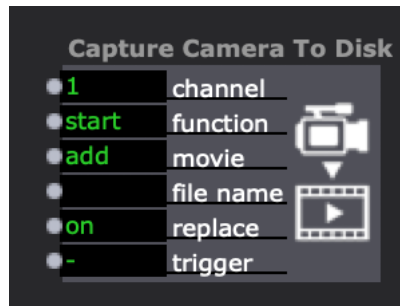 Capture Camera To Disk
1 channel
start function
add movie
file name
on replace
- trigger